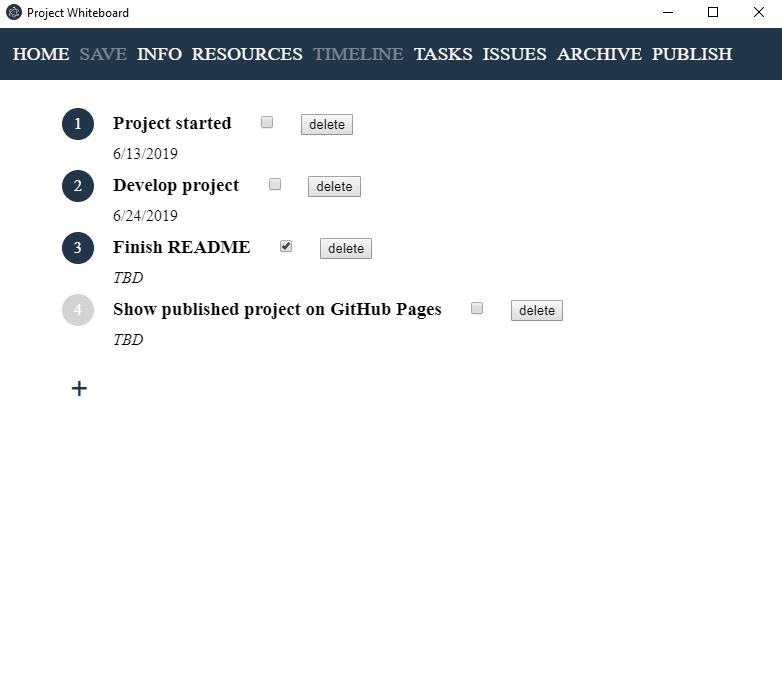 Project Whiteboard
HOME SAVE INFO RESOURCES TIMELINE TASKS ISSUES ARCHIVE PUBLISH
1 Project started delete
6/13/2019
2 Develop project delete
6/24/2019
3 Finish README delete
TBD
4 Show published project on GitHub Pages delete
TBD
+